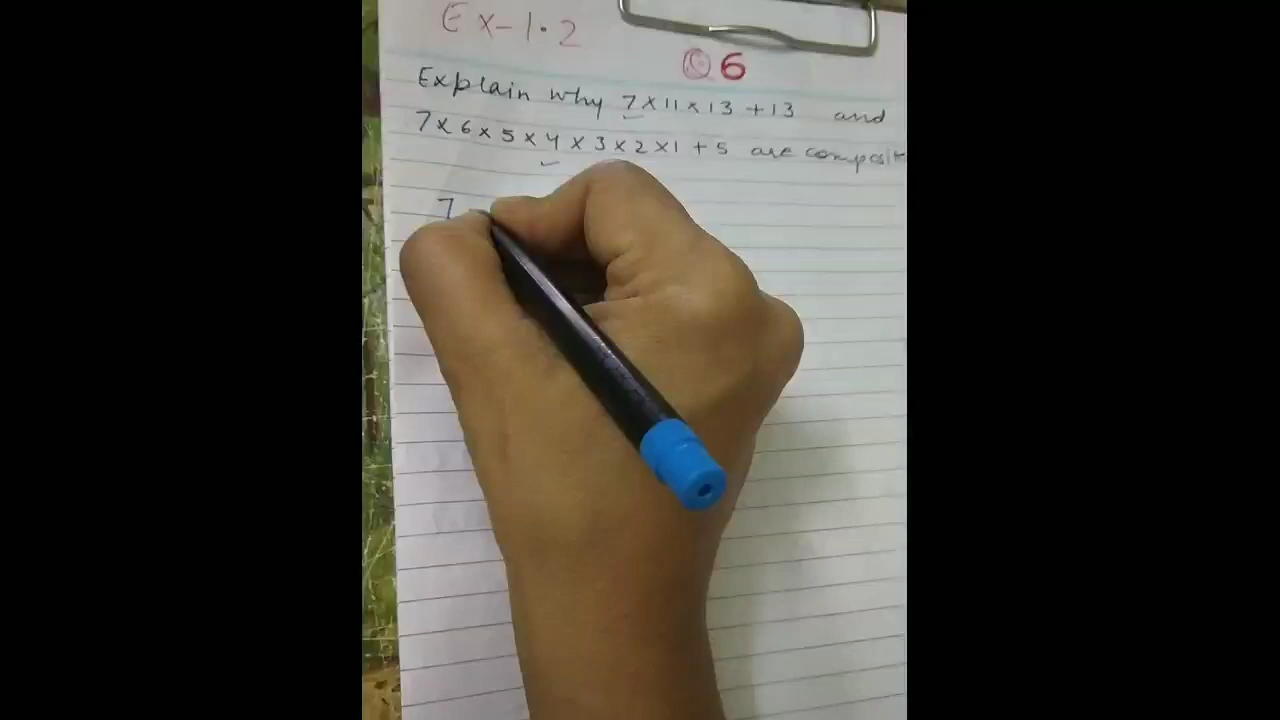 Ex-1.2
Q6
Explain why 7×11×13 +13 and
7×6×5×4×3×2×1+5 are composit
7